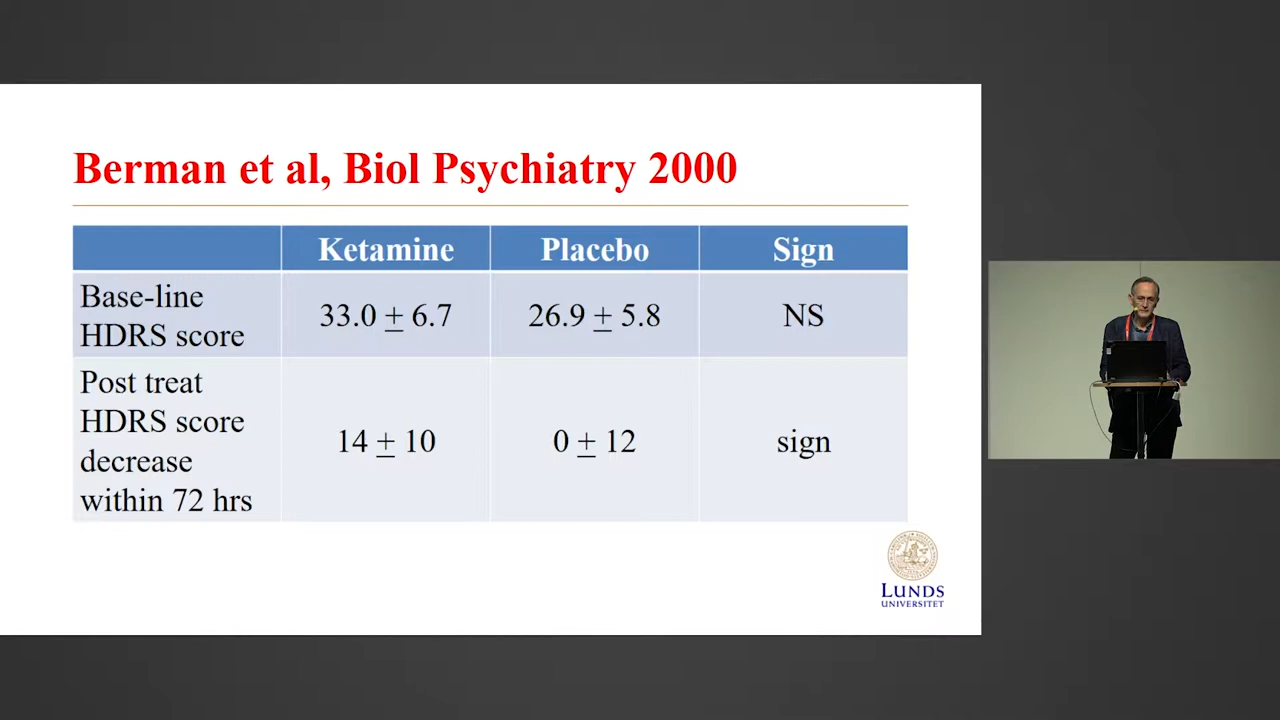 Berman et al, Biol Psychiatry 2000
Ketamine
Placebo
Sign
Base-line
HDRS score
33.0 ± 6.7
26.9 ± 5.8
NS
Post treat
HDRS score
decrease
within 72 hrs
14 ± 10
0 ± 12
sign
LUNDS
UNIVERSITET